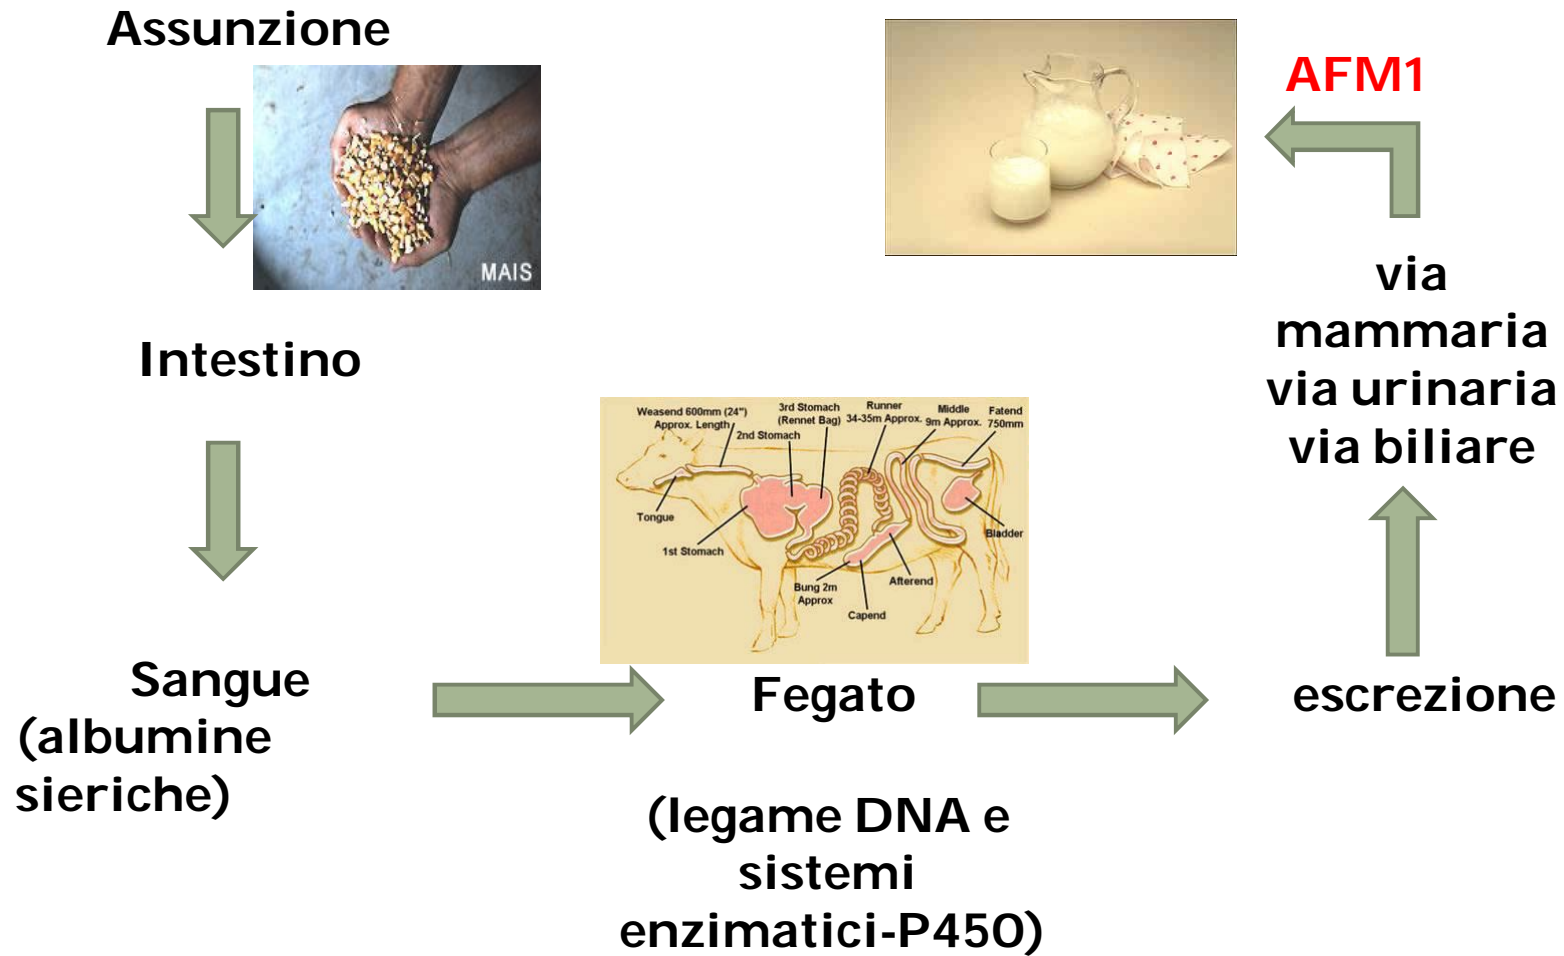 Assunzione
MAIS
Intestino
Sangue
(albumine
sieriche)
Weasend 600mm (24")
Approx. Length
2nd Stomach
3rd Stomach
(Rennet Bag)
Runner
34-35m Approx.
Middle
9m Approx.
Fatend
750mm
Tongue
1st Stomach
Bung 2m
Approx
Capend
Afterend
Bladder
Fegato
(legame DNA e
sistemi
enzimatici-P450)
escrezione
via
mammaria
via urinaria
via biliare
AFM1